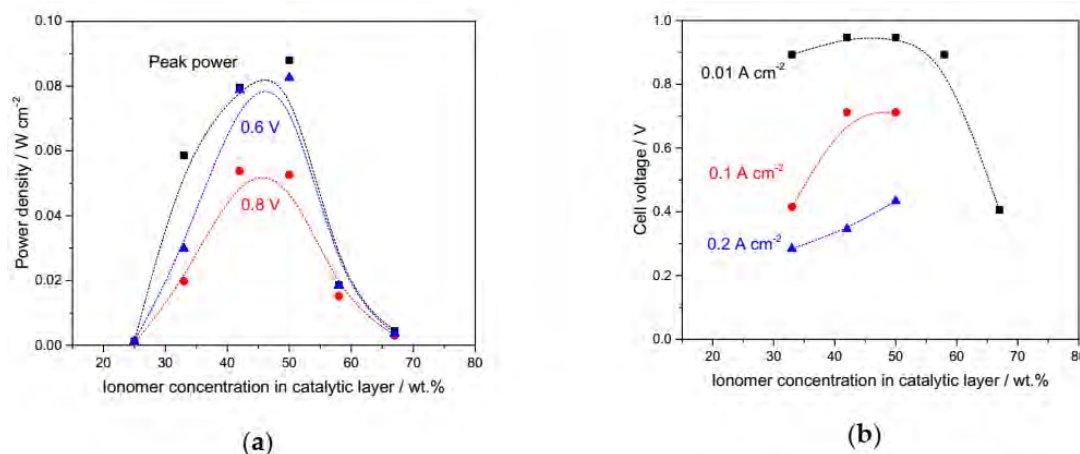 0.10
0.08
0.06
0.04
0.02
0.00
Power density / W cm⁻²
Peak power
0.6 V
0.8 V
20 30 40 50 60 70 80
Ionomer concentration in catalytic layer / wt.%
(a)
1.0
0.8
0.6
0.4
0.2
0.0
Cell voltage / V
0.01 A cm⁻²
0.1 A cm⁻²
0.2 A cm⁻²
20 30 40 50 60 70 80
Ionomer concentration in catalytic layer / wt.%
(b)